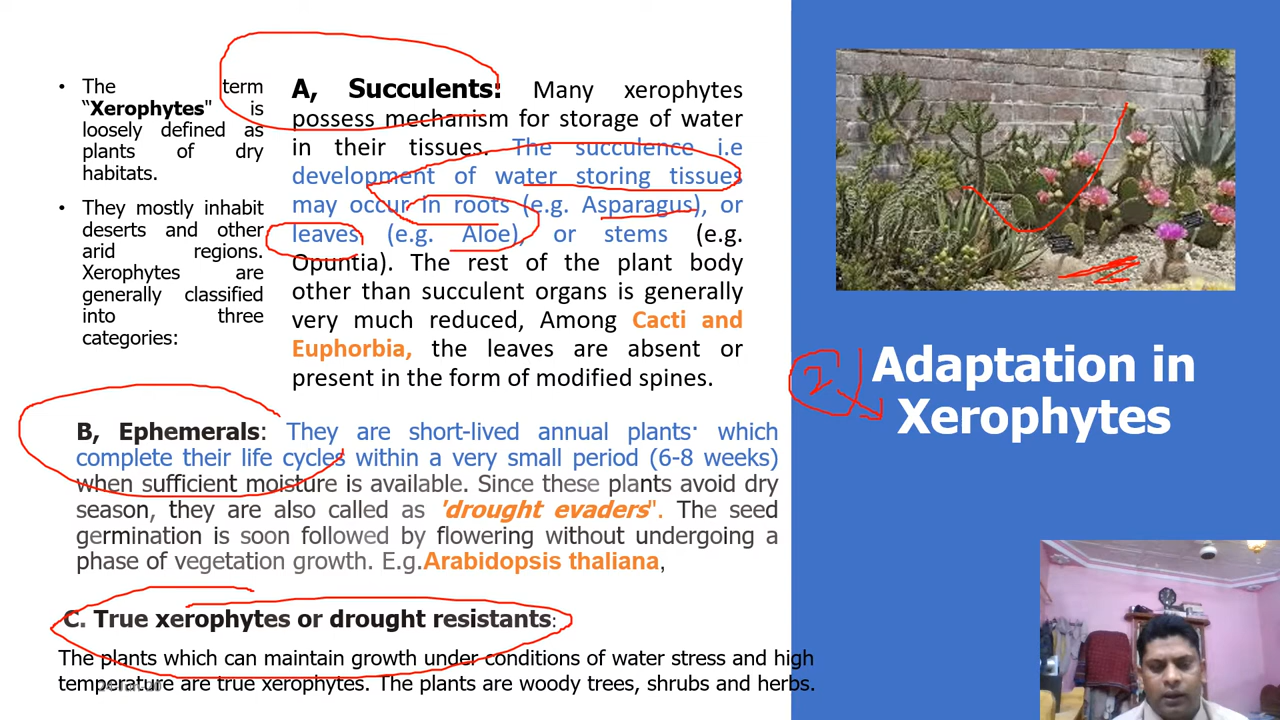 • The term
“Xerophytes" is
loosely defined as
plants of dry
habitats.
• They mostly inhabit
deserts and other
arid regions.
Xerophytes are
generally classified
into three
categories:
A, Succulents: Many xerophytes
possess mechanism for storage of water
in their tissues. The succulence i.e
development of water storing tissues
may occur in roots (e.g. Asparagus), or
leaves (e.g. Aloe), or stems (e.g.
Opuntia). The rest of the plant body
other than succulent organs is generally
very much reduced, Among Cacti and
Euphorbia, the leaves are absent or
present in the form of modified spines.
B, Ephemerals: They are short-lived annual plants· which
complete their life cycles within a very small period (6-8 weeks)
when sufficient moisture is available. Since these plants avoid dry
season, they are also called as 'drought evaders". The seed
germination is soon followed by flowering without undergoing a
phase of vegetation growth. E.g.Arabidopsis thaliana,
C. True xerophytes or drought resistants:
The plants which can maintain growth under conditions of water stress and high
temperature are true xerophytes. The plants are woody trees, shrubs and herbs.
2
Adaptation in
Xerophytes